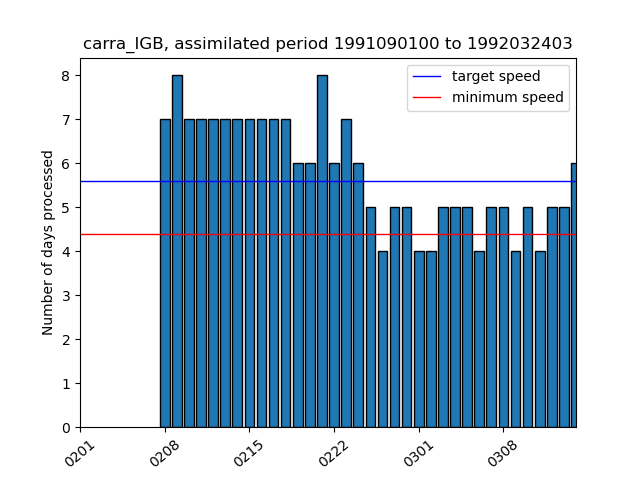 carra_IGB, assimilated period 1991090100 to 1992032403
target speed
minimum speed
Number of days processed
8
7
6
5
4
3
2
1
0
0201 0208 0215 0222 0301 0308